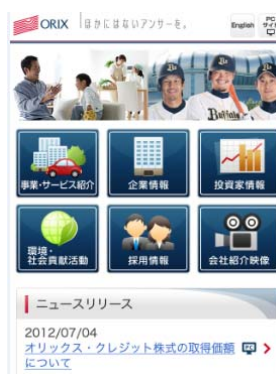 ORIX ほかにはないアンサーを。 English PC
Buffaloes
事業・サービス紹介 企業情報 投資家情報
環境・
社会貢献活動 採用情報 会社紹介映像
ニュースリリース
2012/07/04
オリックス・クレジット株式の取得価額 PC
について